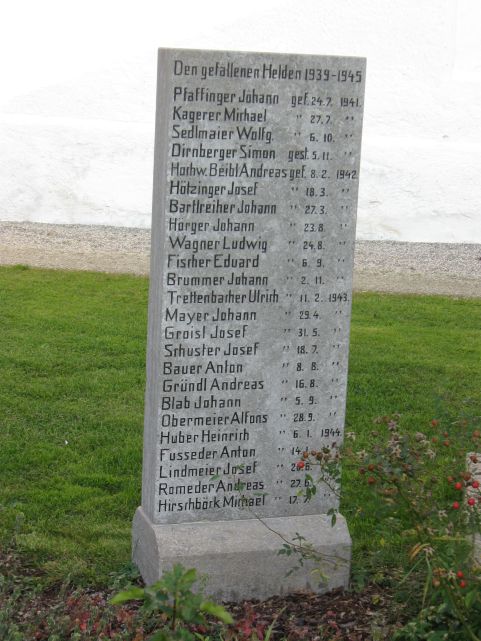 Den gefallenen Helden 1939-1945
Pfaffinger Johann gef. 24.7. 1941.
Kagerer Michael " 27.7. "
Sedlmaier Wolfg. " 6.10. "
Dirnberger Simon gest. 5.11. "
Hochw. Beibl Andreas gef. 8.2. 1942
Hötzinger Josef " 18.3. "
Bartlreiher Johann " 27.3. "
Hörger Johann " 23.8. "
Wagner Ludwig " 24.8. "
Fischer Eduard " 6.9. "
Brummer Johann " 2.11. "
Trettenbacher Ulrich " 11.2. 1943.
Mayer Johann " 29.4. "
Groisl Josef " 31.5. "
Schuster Josef " 18.7. "
Bauer Anton " 8.8. "
Gründl Andreas " 16.8. "
Blab Johann " 5.9. "
Obermeier Alfons " 28.9. "
Huber Heinrich " 6.1. 1944.
Fusseder Anton "
Lindmeier Josef " "
Romeder Andreas " "
Hirschböck Michael " 17.7. "